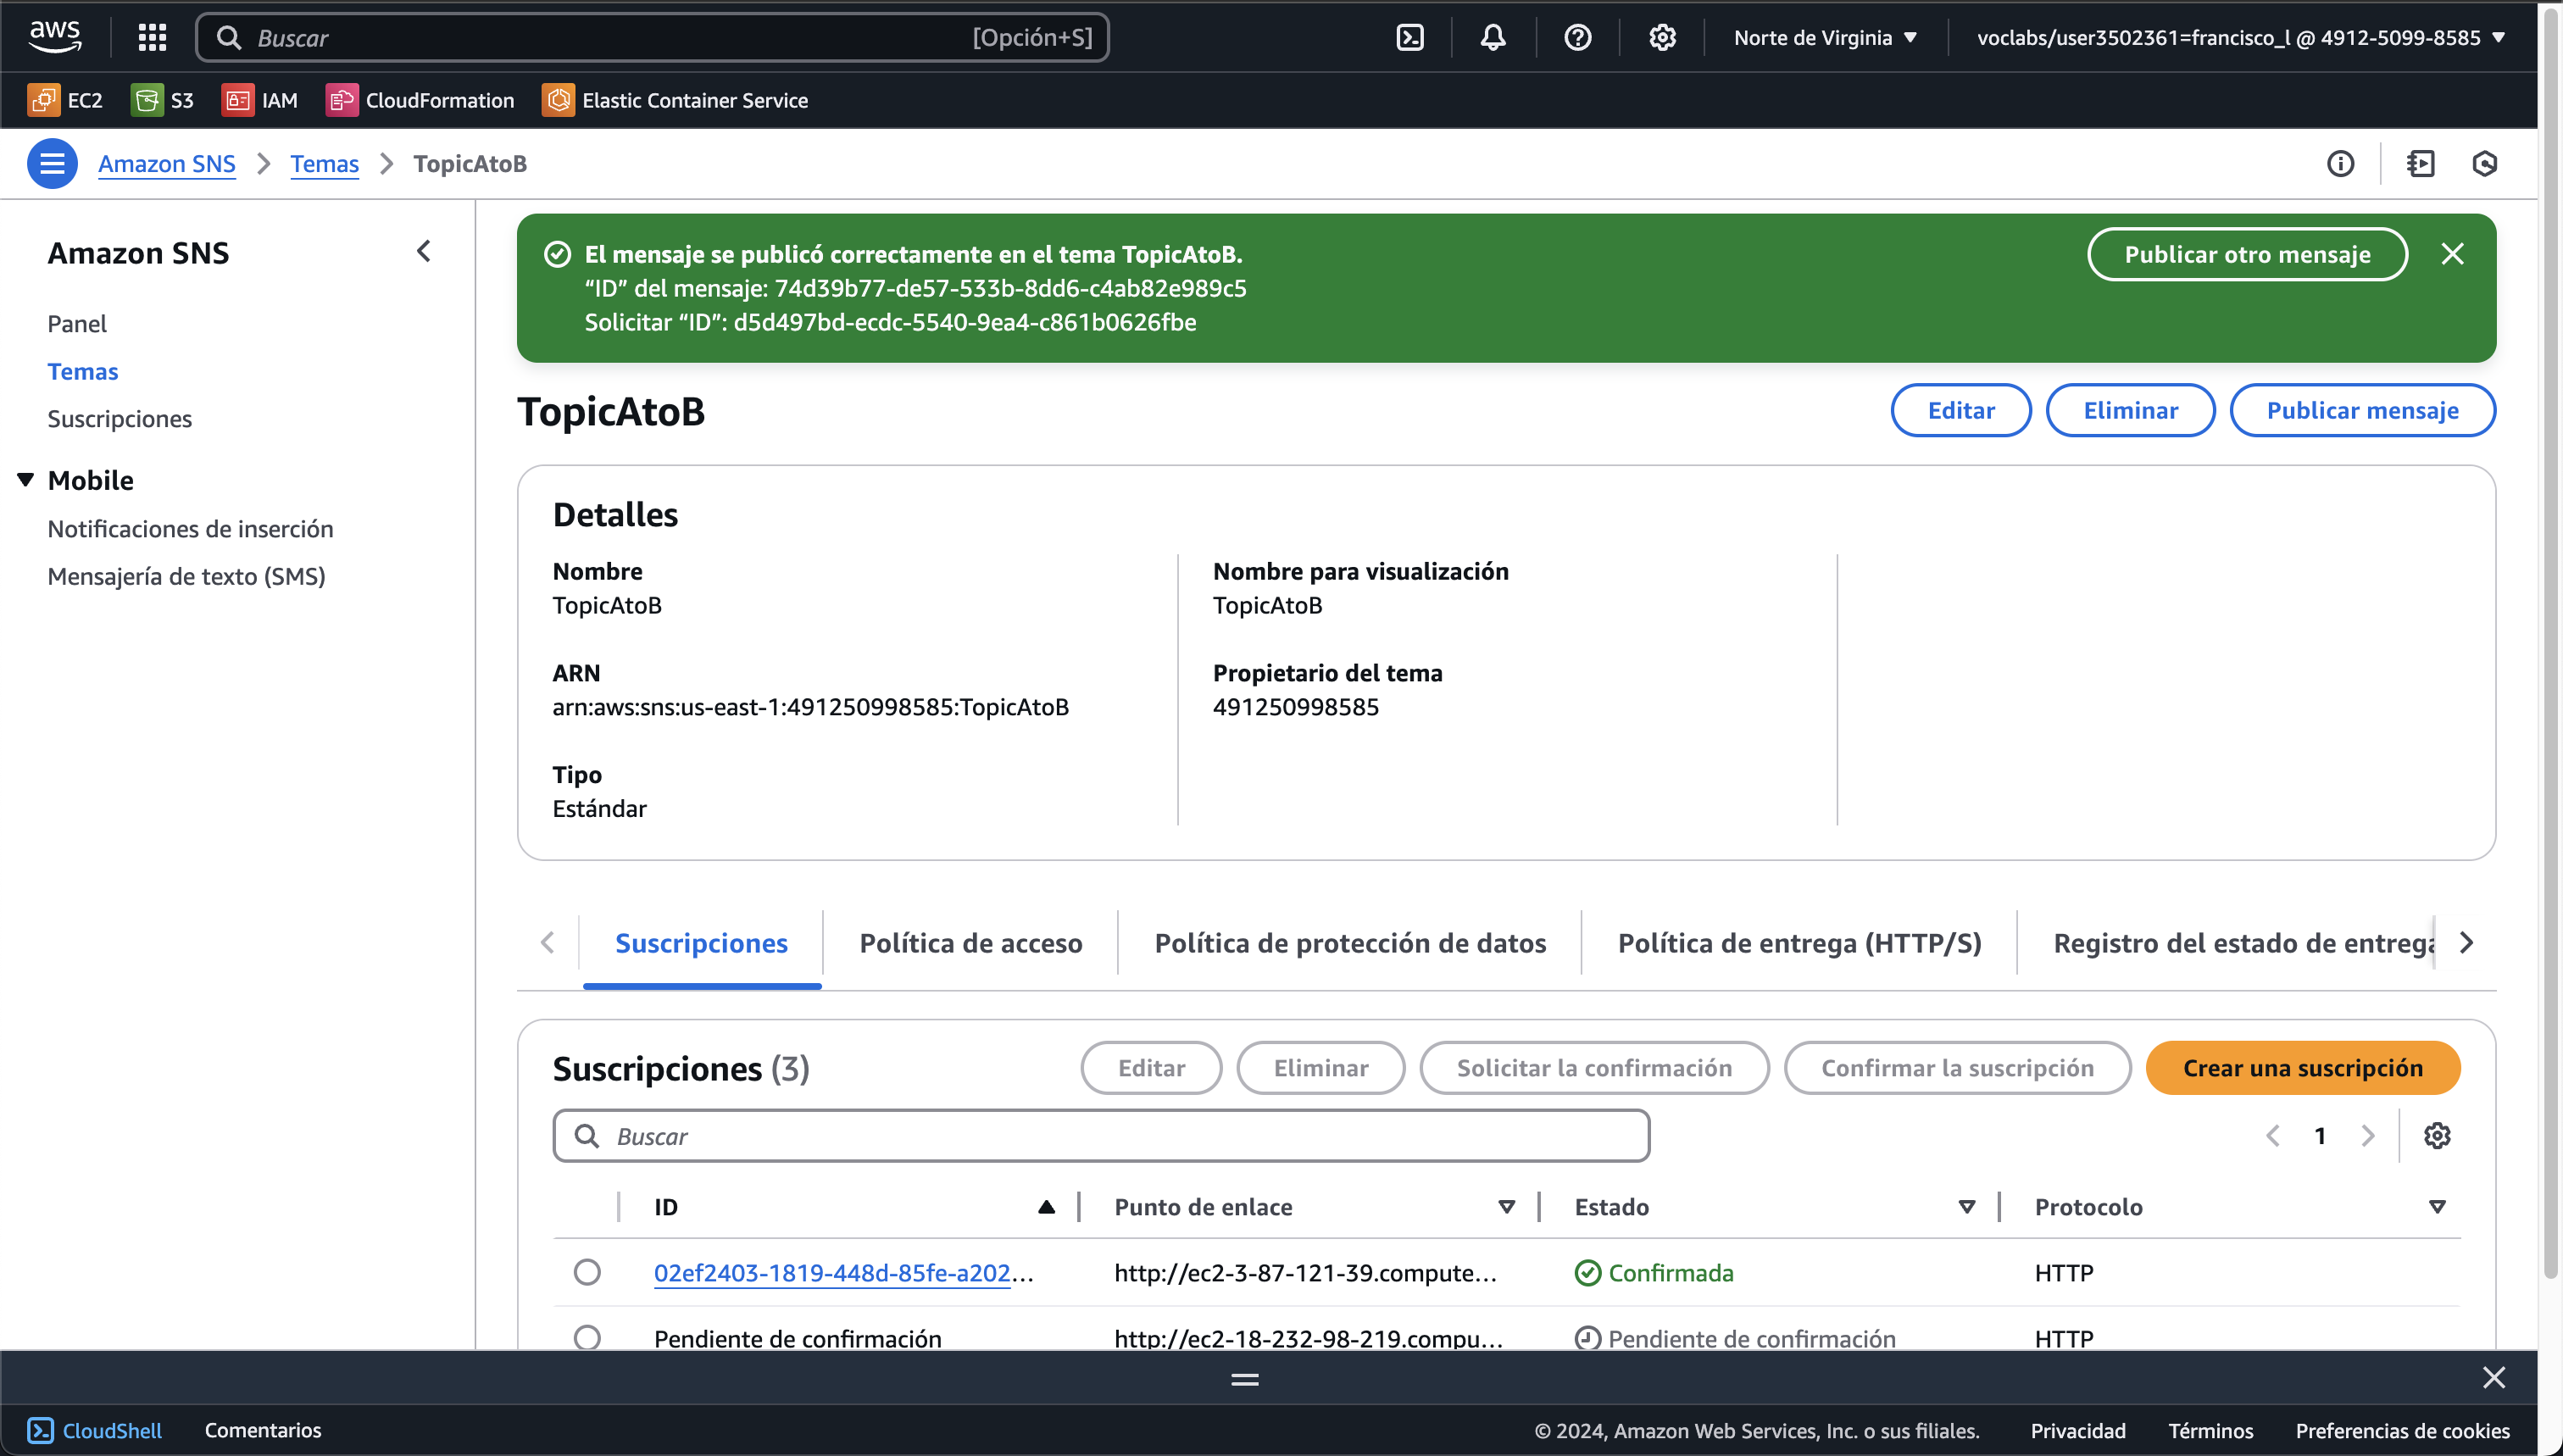 aws
Buscar [Opción+S]
Norte de Virginia
voclabs/user3502361=francisco_l @ 4912-5099-8585
EC2 S3 IAM CloudFormation Elastic Container Service
Amazon SNS Temas TopicAtoB
Amazon SNS
Panel
Temas
Suscripciones
Mobile
Notificaciones de inserción
Mensajería de texto (SMS)
El mensaje se publicó correctamente en el tema TopicAtoB.
“ID” del mensaje: 74d39b77-de57-533b-8dd6-c4ab82e989c5
Solicitar “ID”: d5d497bd-ecdc-5540-9ea4-c861b0626fbe
Publicar otro mensaje
TopicAtoB
Editar Eliminar Publicar mensaje
Detalles
Nombre
TopicAtoB
ARN
arn:aws:sns:us-east-1:491250998585:TopicAtoB
Tipo
Estándar
Nombre para visualización
TopicAtoB
Propietario del tema
491250998585
Suscripciones Política de acceso Política de protección de datos Política de entrega (HTTP/S) Registro del estado de entrega
Suscripciones (3)
Editar Eliminar Solicitar la confirmación Confirmar la suscripción Crear una suscripción
Buscar
1
ID Punto de enlace Estado Protocolo
02ef2403-1819-448d-85fe-a202... http://ec2-3-87-121-39.compute... Confirmada HTTP
Pendiente de confirmación http://ec2-18-232-98-219.compu... Pendiente de confirmación HTTP
CloudShell Comentarios
© 2024, Amazon Web Services, Inc. o sus filiales. Privacidad Términos Preferencias de cookies